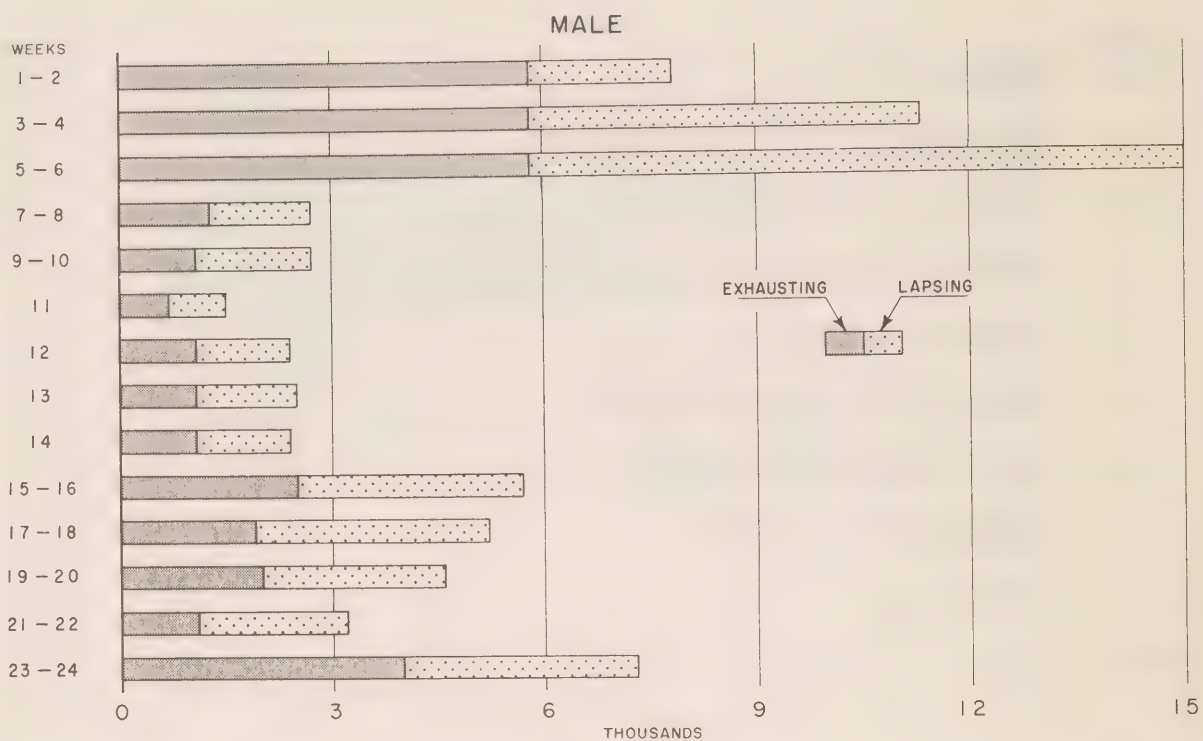 MALE
WEEKS
1 – 2
3 – 4
5 – 6
7 – 8
9 – 10
11
12
13
14
15 – 16
17 – 18
19 – 20
21 – 22
23 – 24
EXHAUSTING LAPSING
0 3 6 9 12 15
THOUSANDS